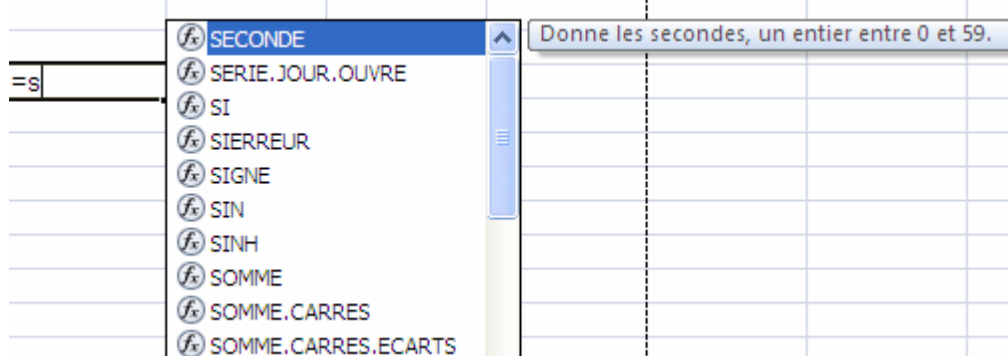 SECONDE
Donne les secondes, un entier entre 0 et 59.
SERIE.JOUR.OUVRE
=s
SI
SIERREUR
SIGNE
SIN
SINH
SOMME
SOMME.CARRES
SOMME.CARRES.ECARTS